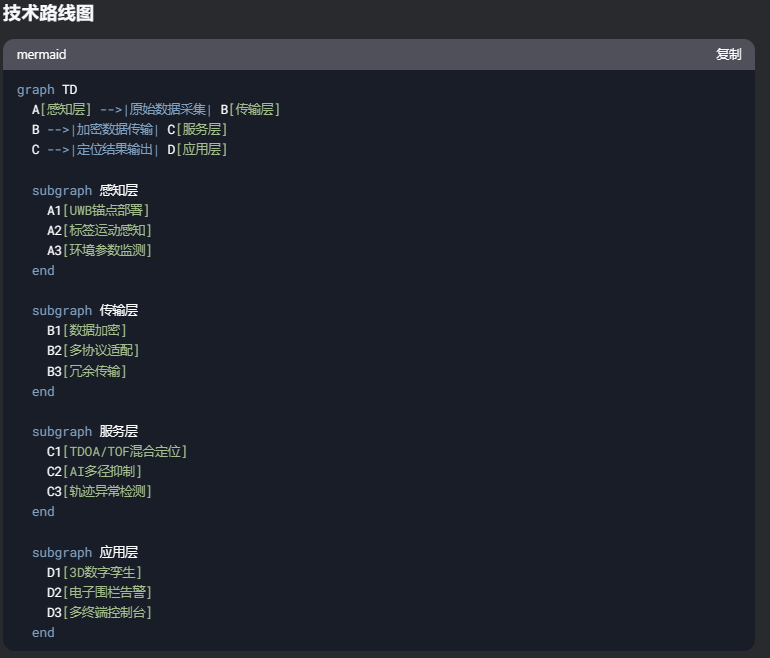 技术路线图
mermaid
复制
graph TD
A[感知层] -->|原始数据采集| B[传输层]
B -->|加密数据传输| C[服务层]
C -->|定位结果输出| D[应用层]
subgraph 感知层
A1[UWB锚点部署]
A2[标签运动感知]
A3[环境参数监测]
end
subgraph 传输层
B1[数据加密]
B2[多协议适配]
B3[冗余传输]
end
subgraph 服务层
C1[TDOA/TOF混合定位]
C2[AI多径抑制]
C3[轨迹异常检测]
end
subgraph 应用层
D1[3D数字孪生]
D2[电子围栏告警]
D3[多终端控制台]
end